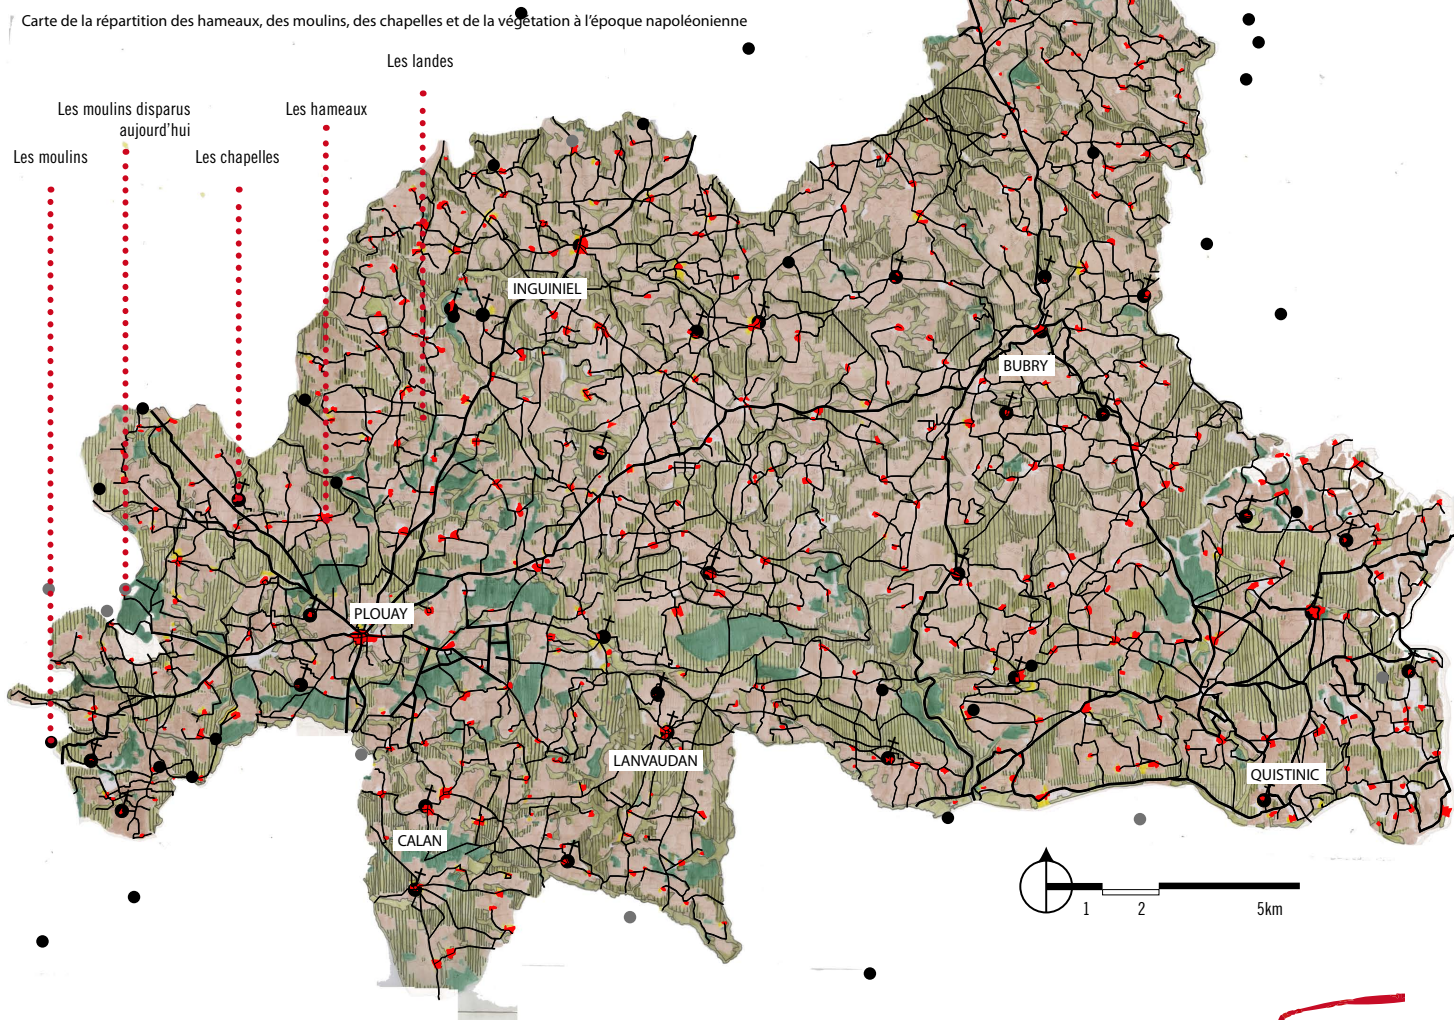 Carte de la répartition des hameaux, des moulins, des chapelles et de la végétation à l'époque napoléonienne
Les landes
Les moulins disparus
aujourd'hui
Les hameaux
Les moulins
Les chapelles
INGUINIEL
BUBRY
PLOUAY
LANVAUDAN
QUISTINIC
CALAN
1 2 5km